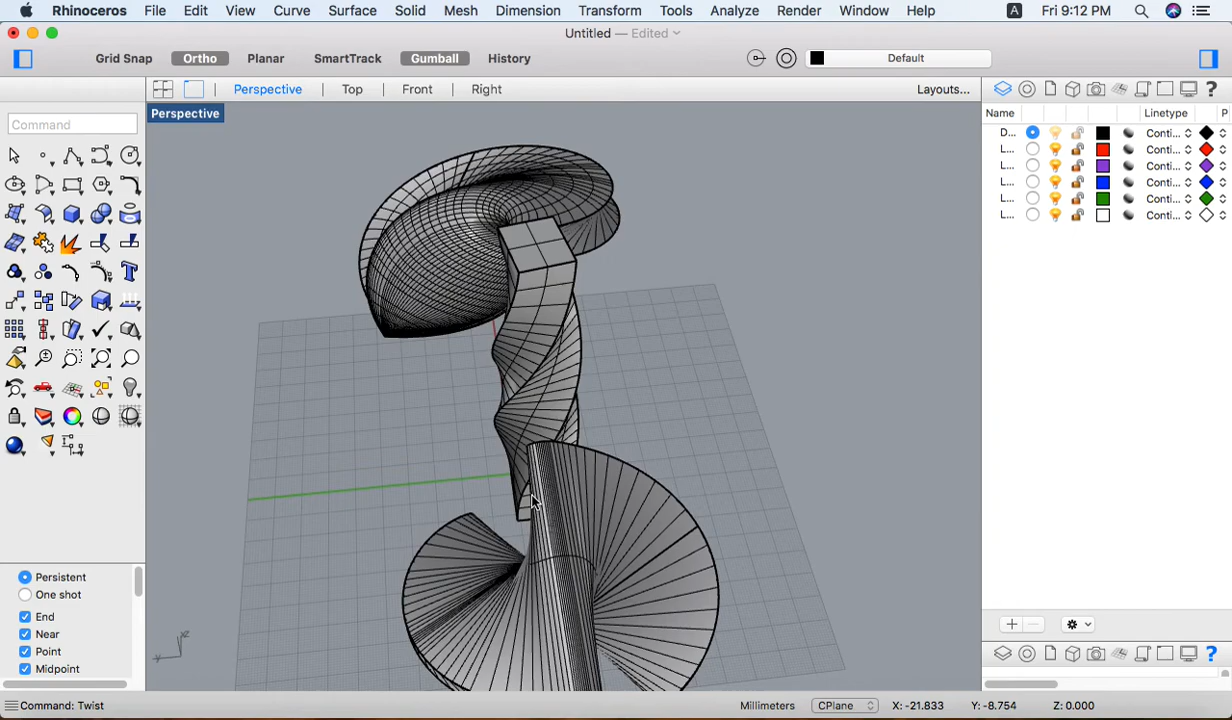 Rhinoceros File Edit View Curve Surface Solid Mesh Dimension Transform Tools Analyze Render Window Help A Fri 9:12 PM
Untitled — Edited
Grid Snap Ortho Planar SmartTrack Gumball History Default
Perspective Top Front Right Layouts...
Perspective
Command
Name Linetype P
D... Conti...
L... Conti...
L... Conti...
L... Conti...
L... Conti...
L... Conti...
Persistent
One shot
End
Near
Point
Midpoint
Command: Twist Millimeters CPlane X: -21.833 Y: -8.754 Z: 0.000